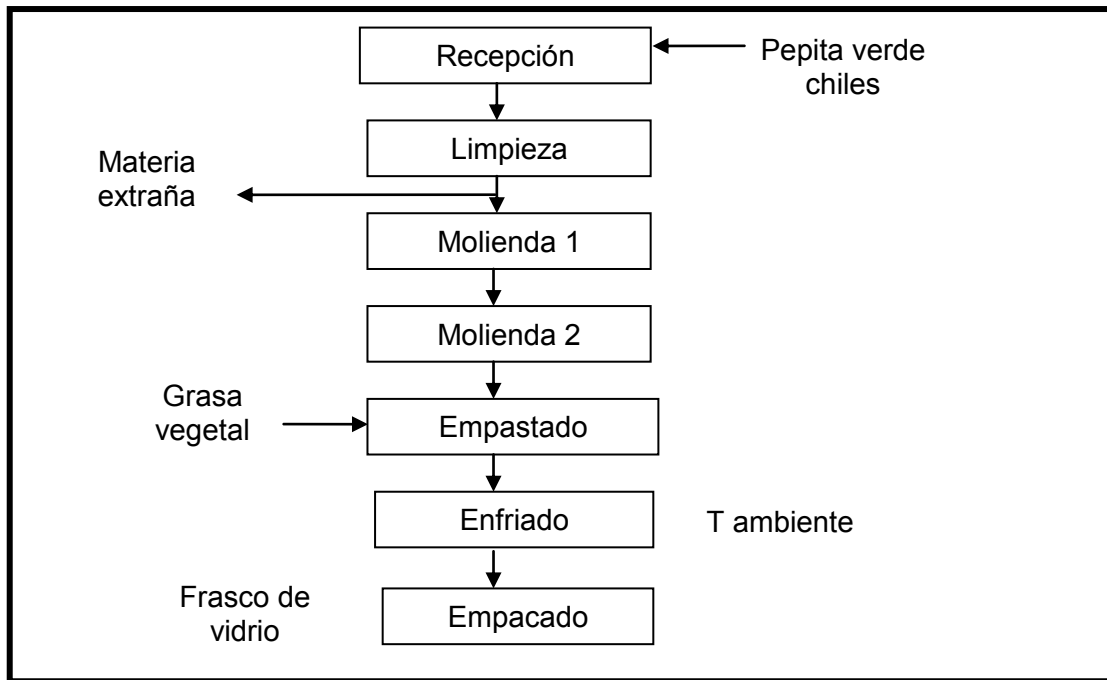 Recepción
Pepita verde
chiles
Limpieza
Materia
extraña
Molienda 1
Molienda 2
Grasa
vegetal
Empastado
Enfriado
T ambiente
Frasco de
vidrio
Empacado